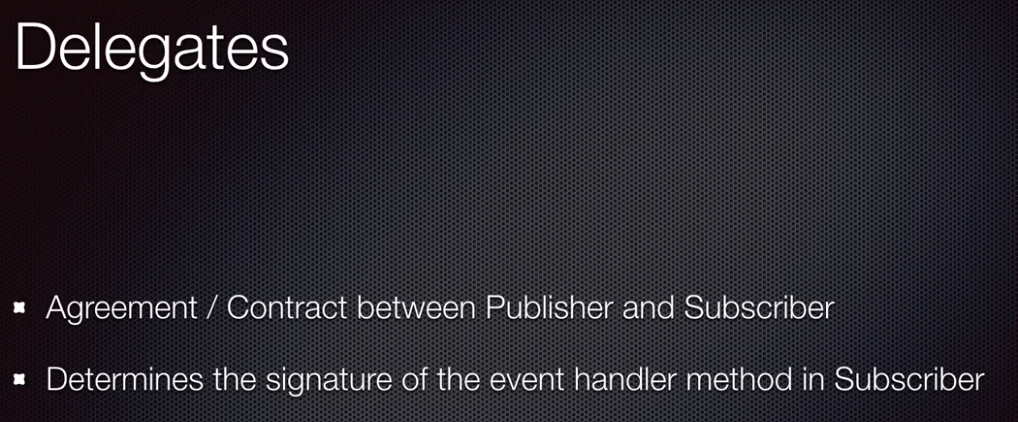 Delegates
Agreement / Contract between Publisher and Subscriber
Determines the signature of the event handler method in Subscriber